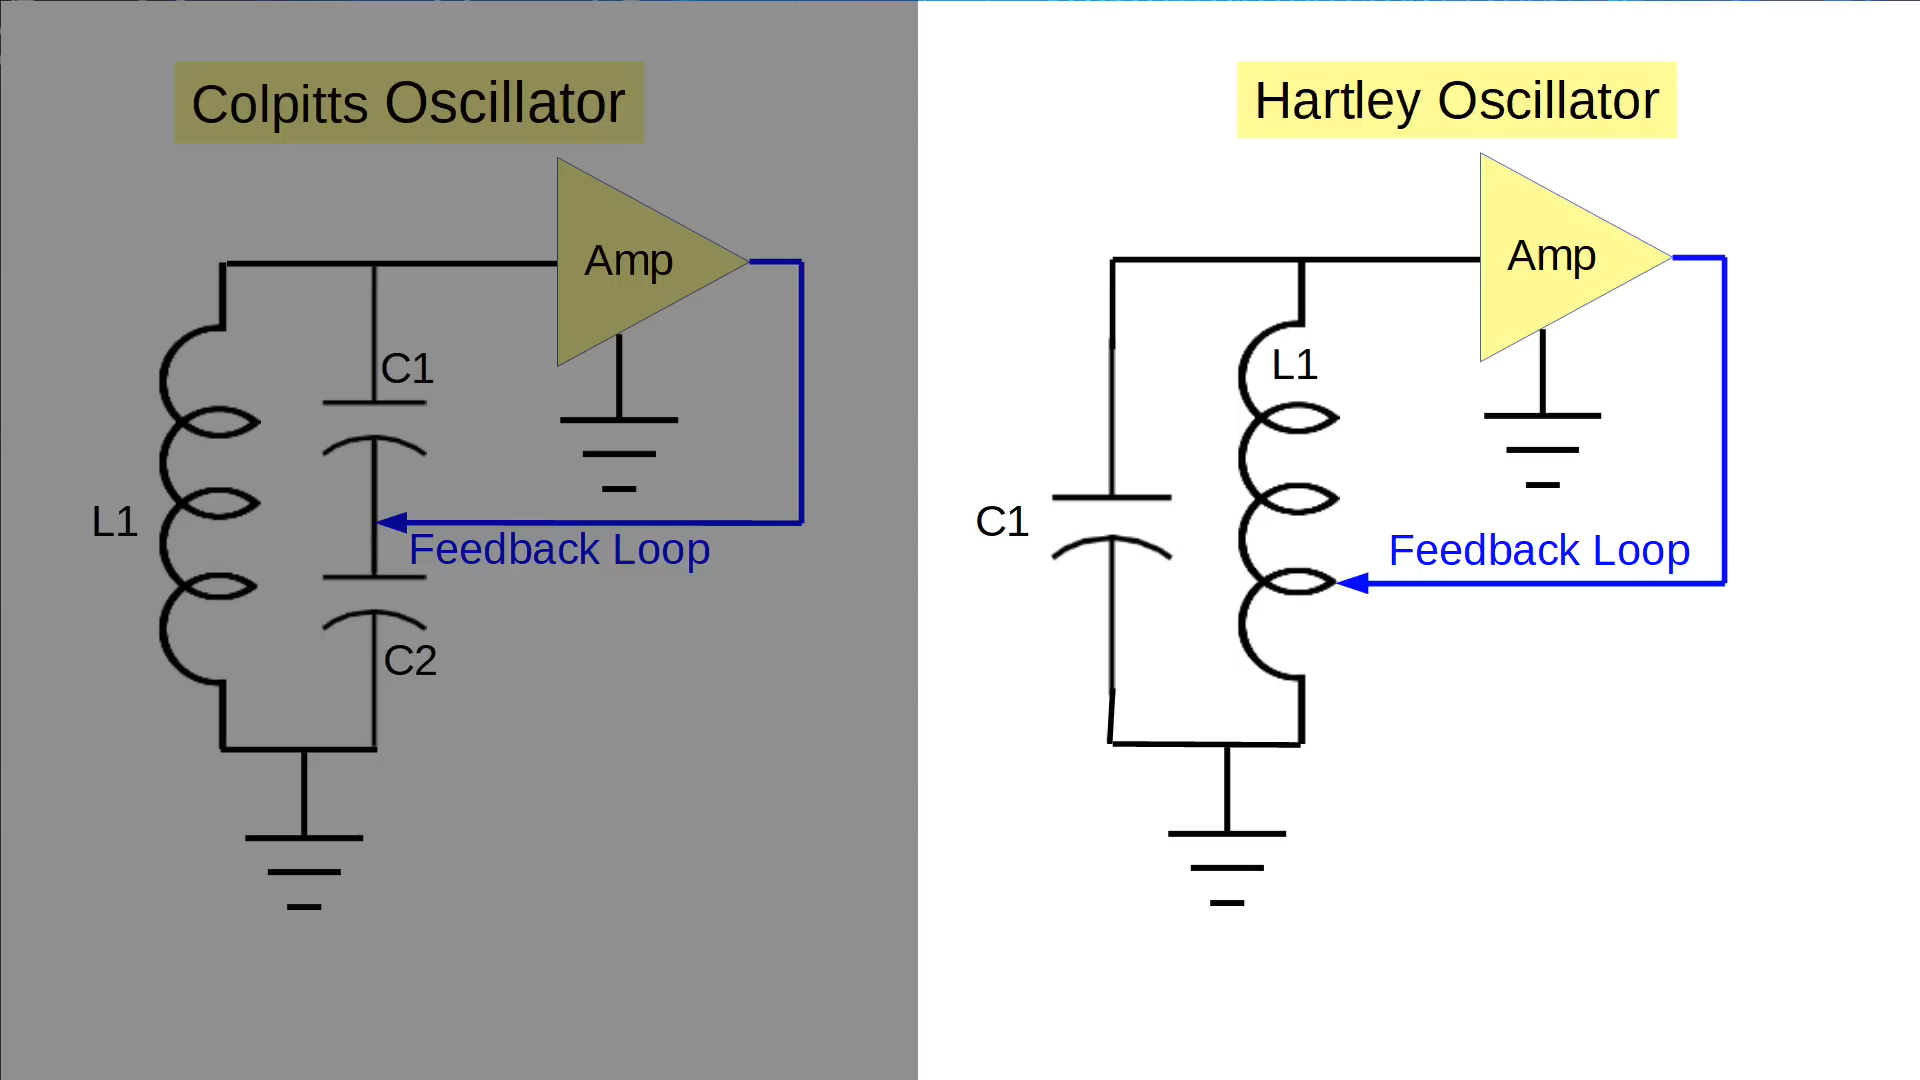 Colpitts Oscillator
Amp
C1
L1
Feedback Loop
C2
Hartley Oscillator
Amp
L1
C1
Feedback Loop